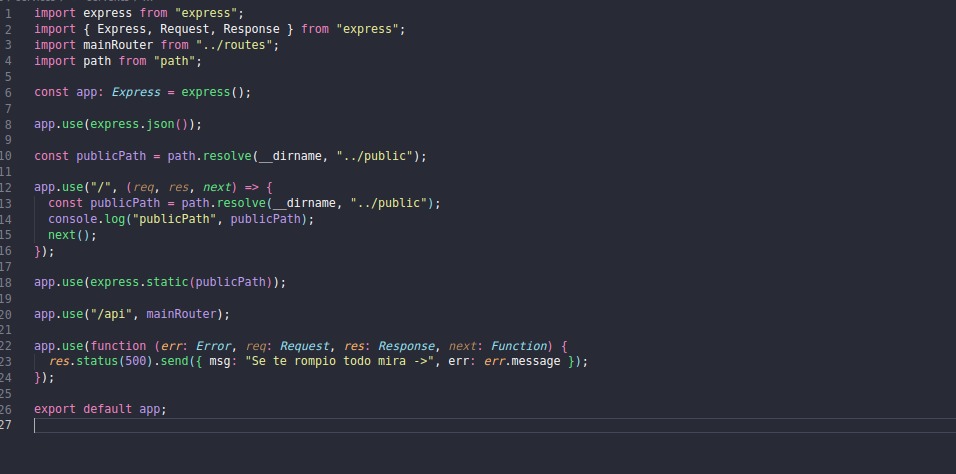 1 import express from "express";
2 import { Express, Request, Response } from "express";
3 import mainRouter from "../routes";
4 import path from "path";
5
6 const app: Express = express();
7
8 app.use(express.json());
9
10 const publicPath = path.resolve(__dirname, "../public");
11
12 app.use("/", (req, res, next) => {
13   const publicPath = path.resolve(__dirname, "../public");
14   console.log("publicPath", publicPath);
15   next();
16 });
17
18 app.use(express.static(publicPath));
19
20 app.use("/api", mainRouter);
21
22 app.use(function (err: Error, req: Request, res: Response, next: Function) {
23   res.status(500).send({ msg: "Se te rompio todo mira ->", err: err.message });
24 });
25
26 export default app;
27